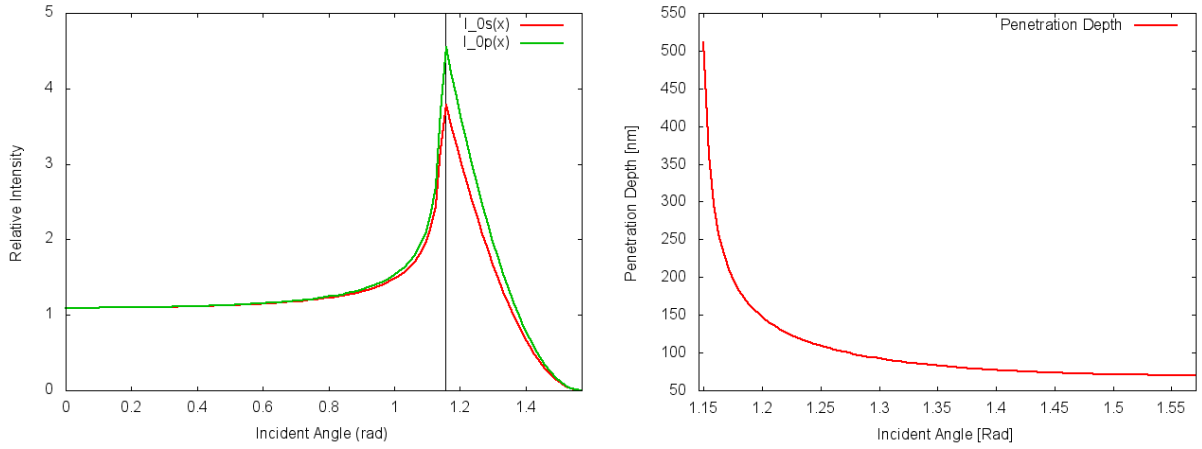 I_0s(x)
I_0p(x)
Relative Intensity
5
4
3
2
1
0
0 0.2 0.4 0.6 0.8 1 1.2 1.4
Incident Angle (rad)
Penetration Depth
Penetration Depth [nm]
550
500
450
400
350
300
250
200
150
100
50
1.15 1.2 1.25 1.3 1.35 1.4 1.45 1.5 1.55
Incident Angle [Rad]